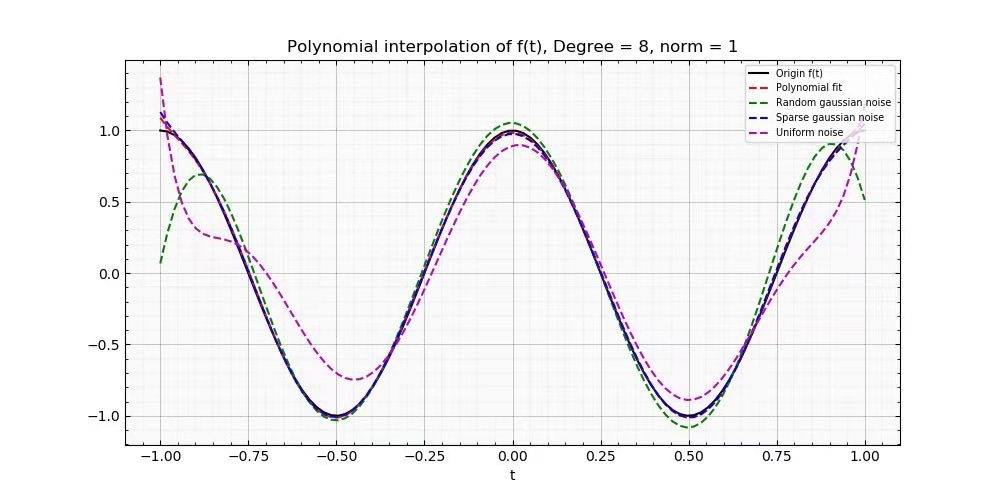 Polynomial interpolation of f(t), Degree = 8, norm = 1
Origin f(t)
Polynomial fit
Random gaussian noise
Sparse gaussian noise
Uniform noise
1.0
0.5
0.0
−0.5
−1.0
−1.00 −0.75 −0.50 −0.25 0.00 0.25 0.50 0.75 1.00
t